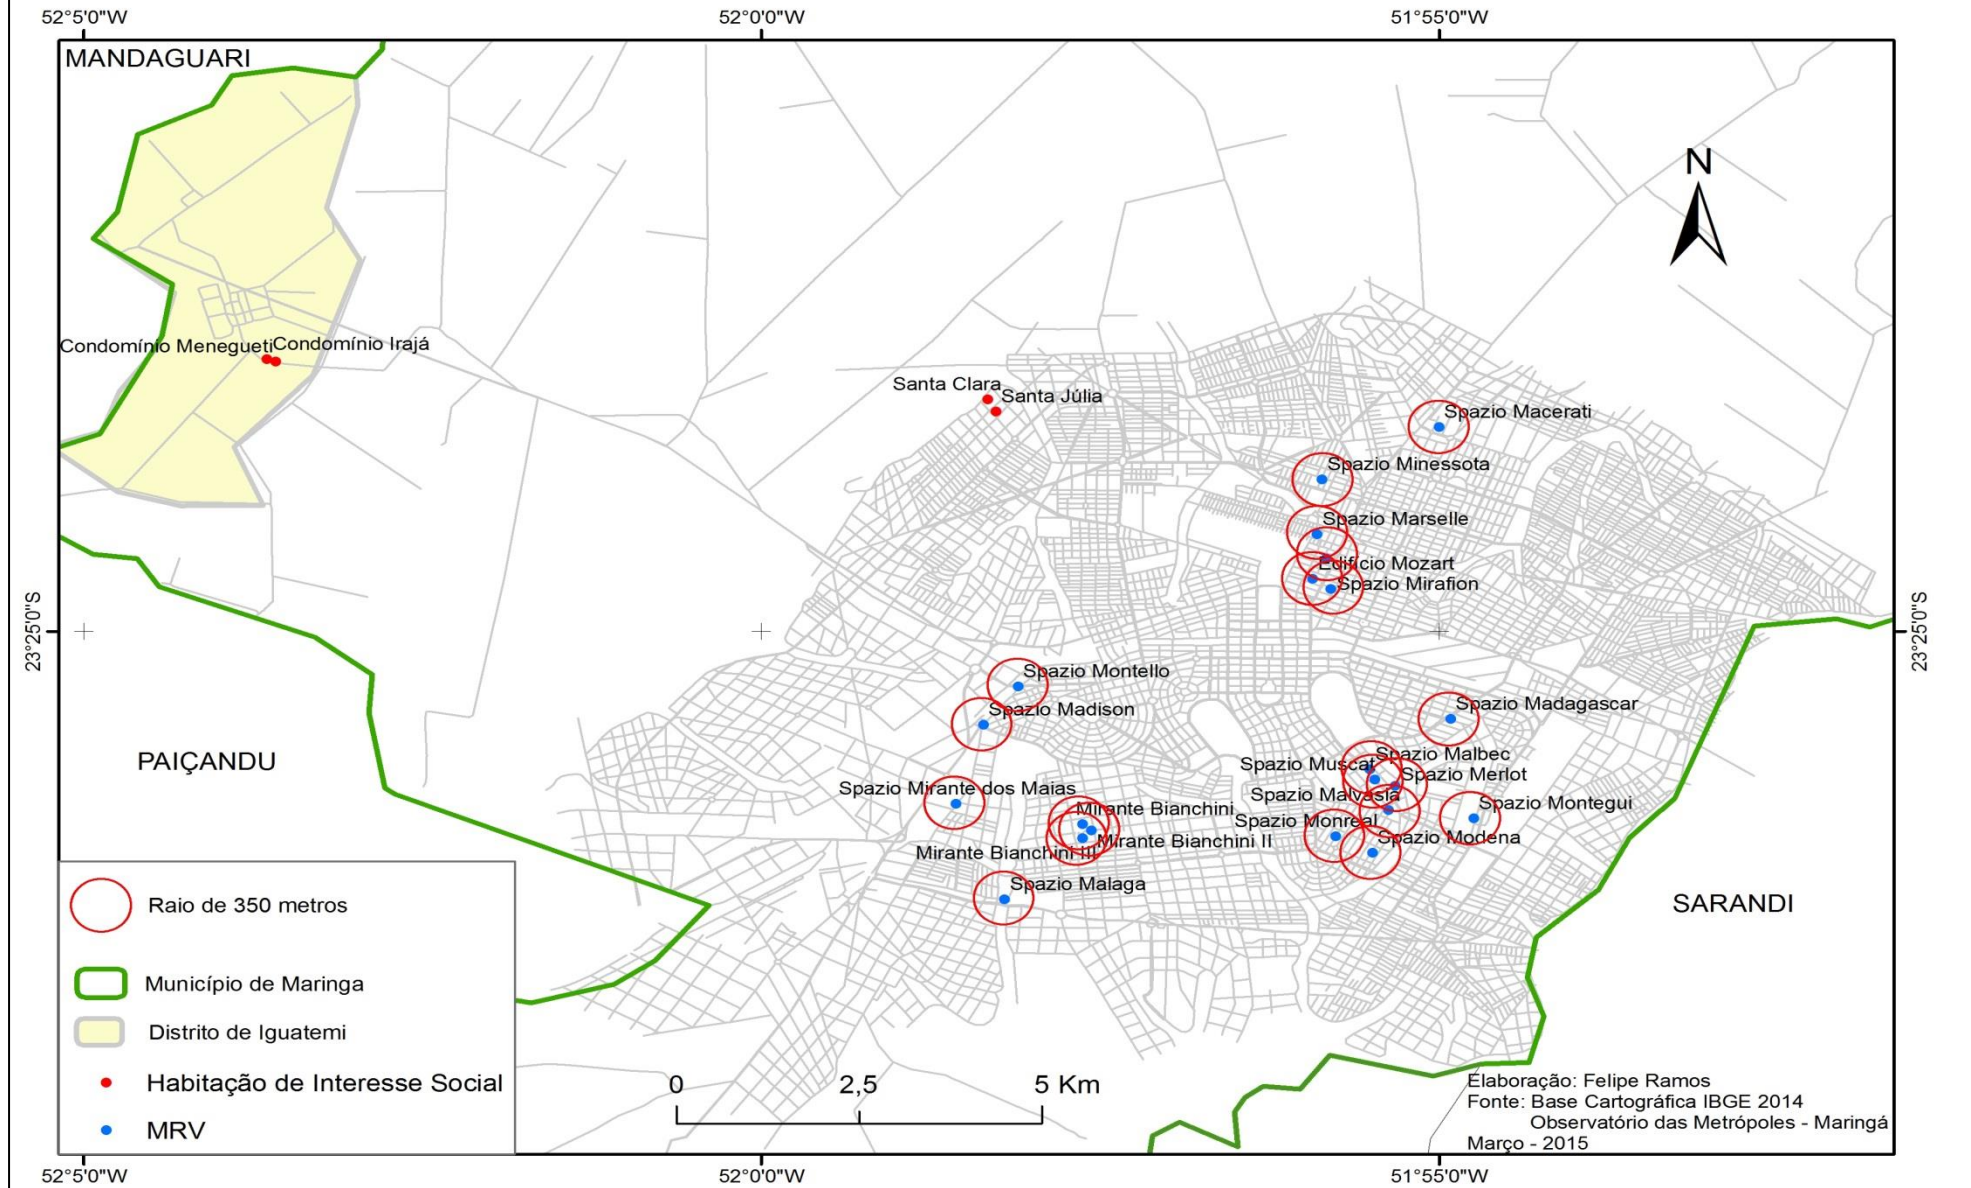 52°5'0"W
52°0'0"W
51°55'0"W
MANDAGUARI
N
Condomínio Menegueti
Condomínio Irajá
Santa Clara
Santa Júlia
Spazio Macerati
Spazio Minessota
Spazio Marselle
Edifício Mozart
Spazio Mirafion
23°25'0"S
23°25'0"S
Spazio Montello
Spazio Madison
Spazio Madagascar
PAIÇANDU
Spazio Malbec
Spazio Muscat
Spazio Merlot
Spazio Mirante dos Maias
Spazio Malvasia
Spazio Montegui
Mirante Bianchini
Spazio Monreal
Spazio Modena
Mirante Bianchini II
Mirante Bianchini III
Spazio Malaga
SARANDI
Raio de 350 metros
Município de Maringa
Distrito de Iguatemi
Habitação de Interesse Social
MRV
0 2,5 5 Km
Elaboração: Felipe Ramos
Fonte: Base Cartográfica IBGE 2014
Observatório das Metrópoles - Maringá
Março - 2015
52°5'0"W
52°0'0"W
51°55'0"W